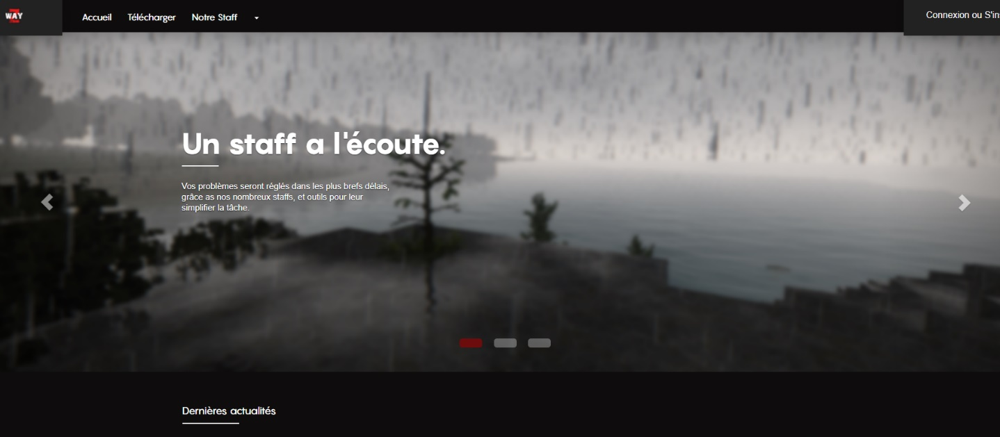 WAY
Accueil Télécharger Notre Staff
Connexion ou S'ins
Un staff a l'écoute.
Vos problèmes seront réglés dans les plus brefs délais,
grâce as nos nombreux staffs, et outils pour leur
simplifier la tâche.
Dernières actualités